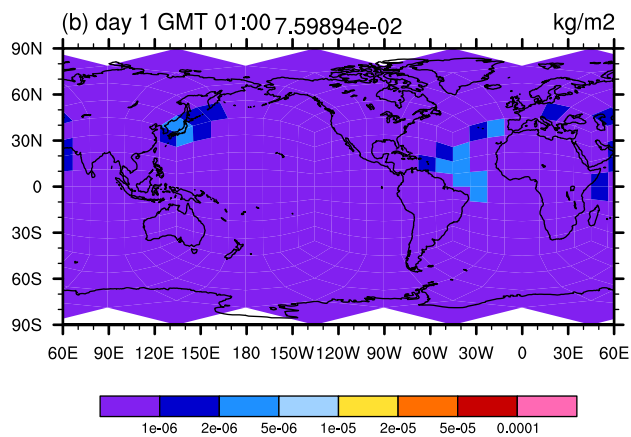 (b) day 1 GMT 01:00 7.59894e-02 kg/m2
90N
60N
30N
0
30S
60S
90S
60E 90E 120E 150E 180 150W 120W 90W 60W 30W 0 30E 60E
1e-06 2e-06 5e-06 1e-05 2e-05 5e-05 0.0001